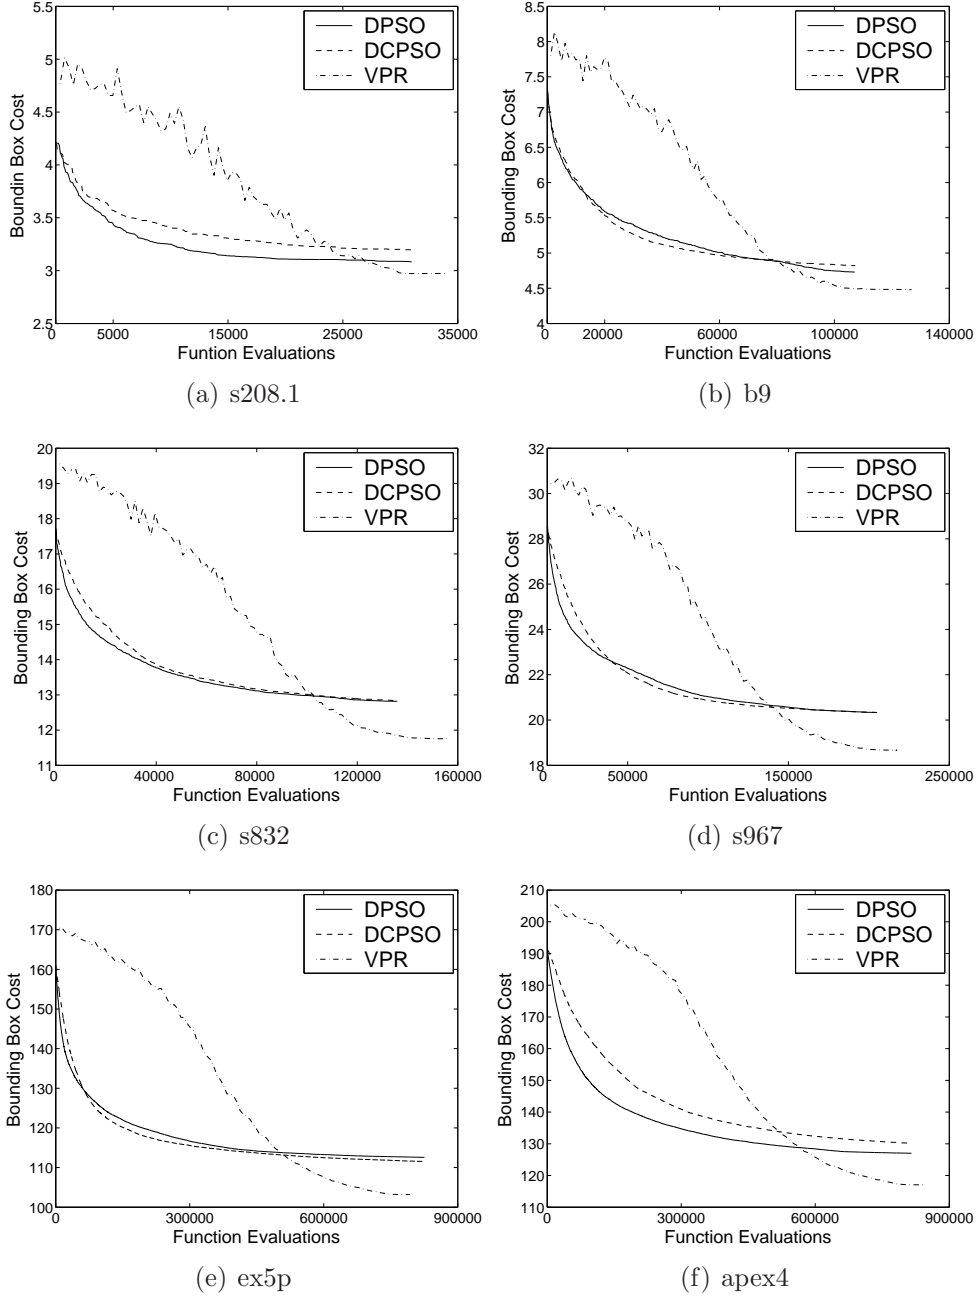 5.5
5
4.5
4
3.5
3
2.5
Boundin Box Cost
DPSO
DCPSO
VPR
0 5000 15000 25000 35000
Funtion Evaluations
(a) s208.1
8.5
8
7.5
7
6.5
6
5.5
5
4.5
4
Bounding Box Cost
DPSO
DCPSO
VPR
0 20000 60000 100000 140000
Function Evaluations
(b) b9
20
19
18
17
16
15
14
13
12
11
Bounding Box Cost
DPSO
DCPSO
VPR
0 40000 80000 120000 160000
Function Evaluations
(c) s832
32
30
28
26
24
22
20
18
Bounding Box Cost
DPSO
DCPSO
VPR
0 50000 150000 250000
Funtion Evaluations
(d) s967
180
170
160
150
140
130
120
110
100
Bounding Box Cost
DPSO
DCPSO
VPR
0 300000 600000 900000
Function Evaluations
(e) ex5p
210
200
190
180
170
160
150
140
130
120
110
Bounding Box Cost
DPSO
DCPSO
VPR
0 300000 600000 900000
Function Evaluations
(f) apex4